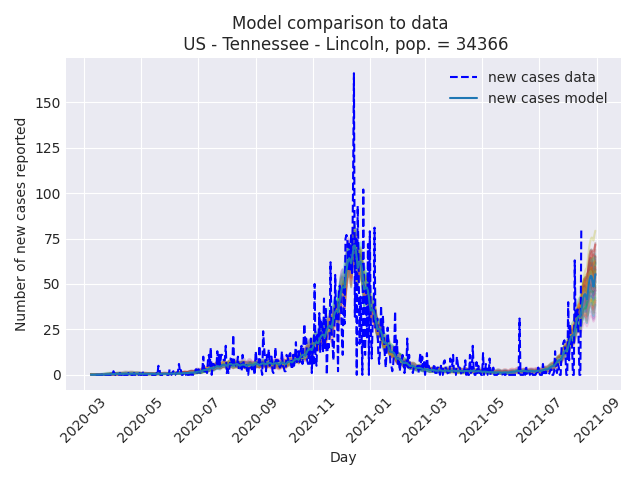 Model comparison to data
US - Tennessee - Lincoln, pop. = 34366
new cases data
new cases model
Number of new cases reported
150
125
100
75
50
25
0
2020-03
2020-05
2020-07
2020-09
2020-11
2021-01
2021-03
2021-05
2021-07
2021-09
Day